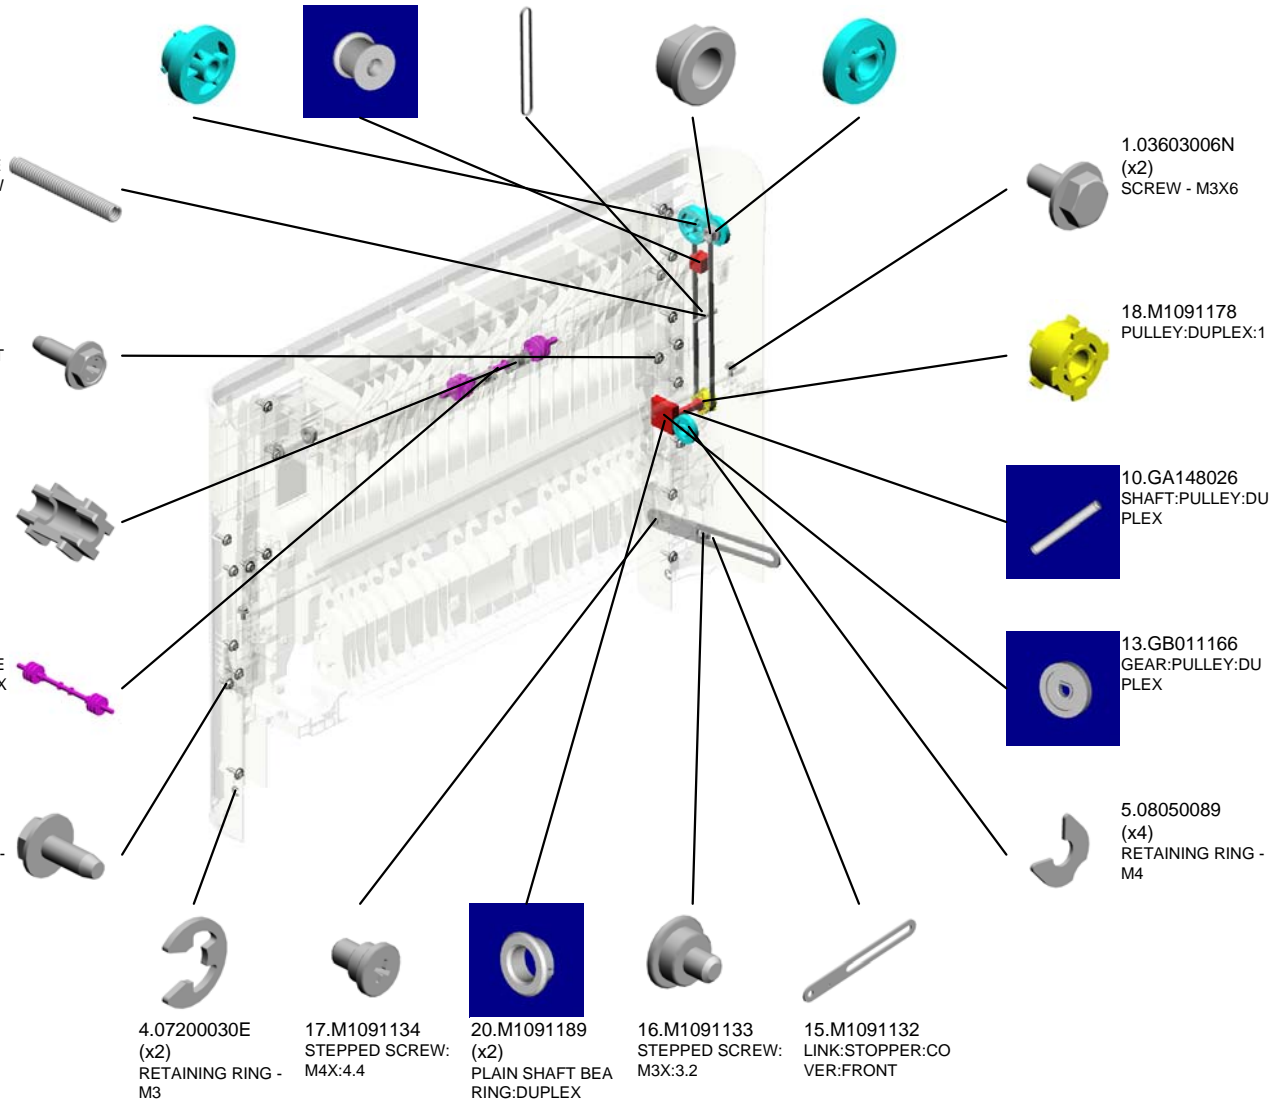 1.03603006N
(x2)
SCREW - M3X6
18.M1091178
PULLEY:DUPLEX:1
10.GA148026
SHAFT:PULLEY:DU
PLEX
13.GB011166
GEAR:PULLEY:DU
PLEX
5.08050089
(x4)
RETAINING RING -
M4
4.07200030E
(x2)
RETAINING RING -
M3
17.M1091134
STEPPED SCREW:
M4X:4.4
20.M1091189
(x2)
PLAIN SHAFT BEA
RING:DUPLEX
16.M1091133
STEPPED SCREW:
M3X:3.2
15.M1091132
LINK:STOPPER:CO
VER:FRONT